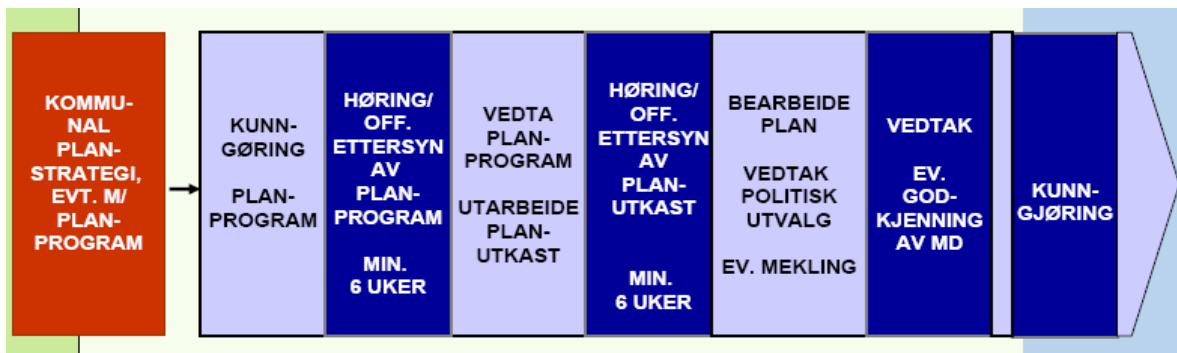 KOMMU-
NAL
PLAN-
STRATEGI,
EVT. M/
PLAN-
PROGRAM
KUNN-
GØRING
PLAN-
PROGRAM
HØRING/
OFF.
ETTERSYN
AV
PLAN-
PROGRAM
MIN.
6 UKER
VEDTA
PLAN-
PROGRAM
UTARBEIDE
PLAN-
UTKAST
HØRING/
OFF.
ETTERSYN
AV
PLAN-
UTKAST
MIN.
6 UKER
BEARBEIDE
PLAN
VEDTAK
POLITISK
UTVALG
EV. MEKLING
VEDTAK
EV.
GOD-
KJENNING
AV MD
KUNN-
GJØRING